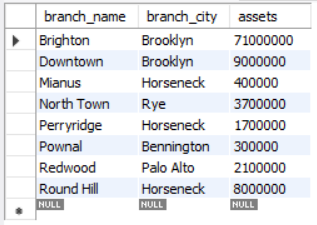 branch_name branch_city assets
Brighton Brooklyn 71000000
Downtown Brooklyn 9000000
Mianus Horseneck 400000
North Town Rye 3700000
Perryridge Horseneck 1700000
Pownal Bennington 300000
Redwood Palo Alto 2100000
Round Hill Horseneck 8000000
NULL NULL NULL